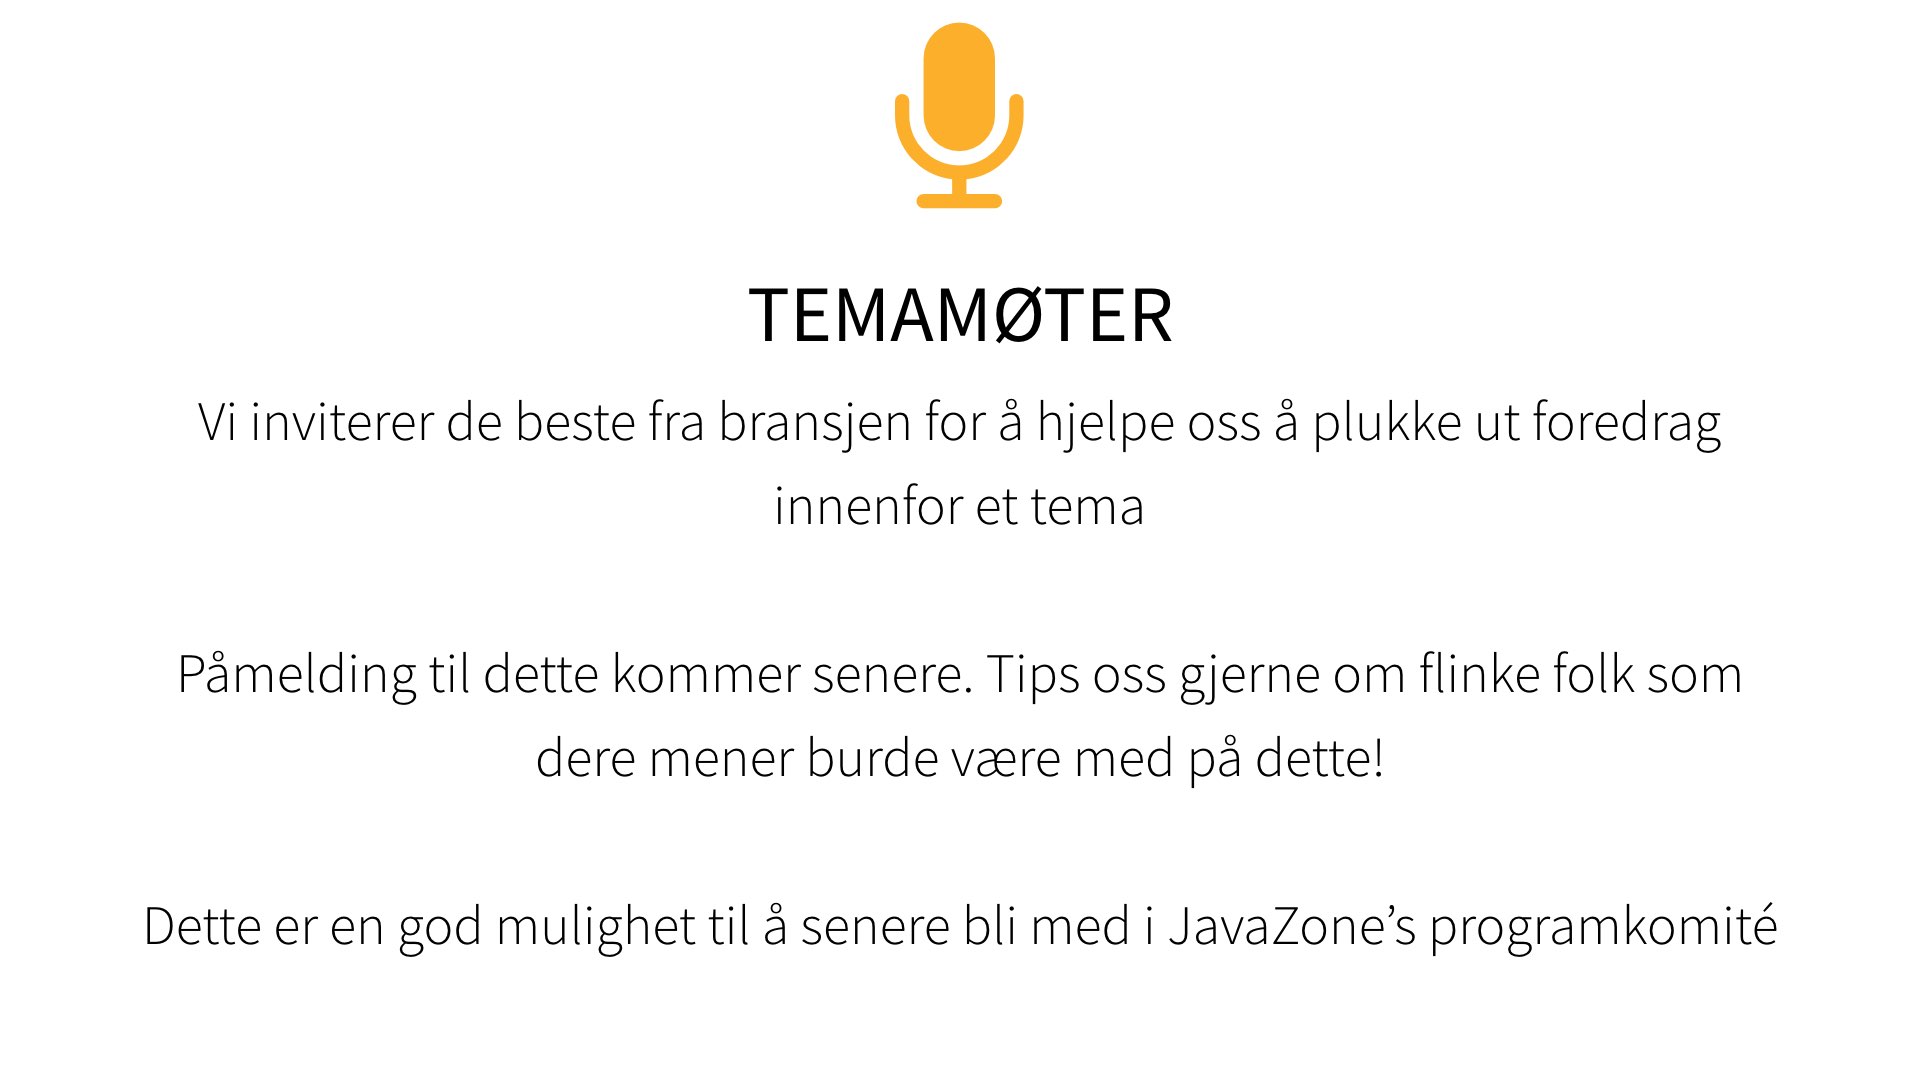 TEMAMØTER
Vi inviterer de beste fra bransjen for å hjelpe oss å plukke ut foredrag
innenfor et tema
Påmelding til dette kommer senere. Tips oss gjerne om flinke folk som
dere mener burde være med på dette!
Dette er en god mulighet til å senere bli med i JavaZone’s programkomité